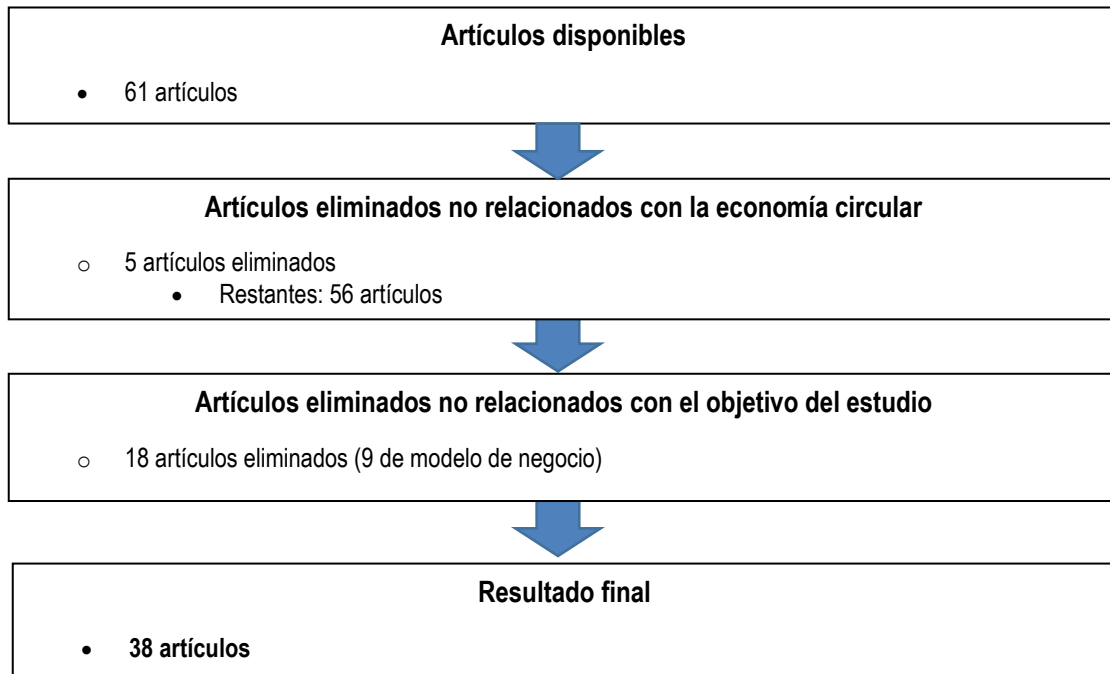 Artículos disponibles
• 61 artículos
Artículos eliminados no relacionados con la economía circular
o 5 artículos eliminados
• Restantes: 56 artículos
Artículos eliminados no relacionados con el objetivo del estudio
o 18 artículos eliminados (9 de modelo de negocio)
Resultado final
• 38 artículos